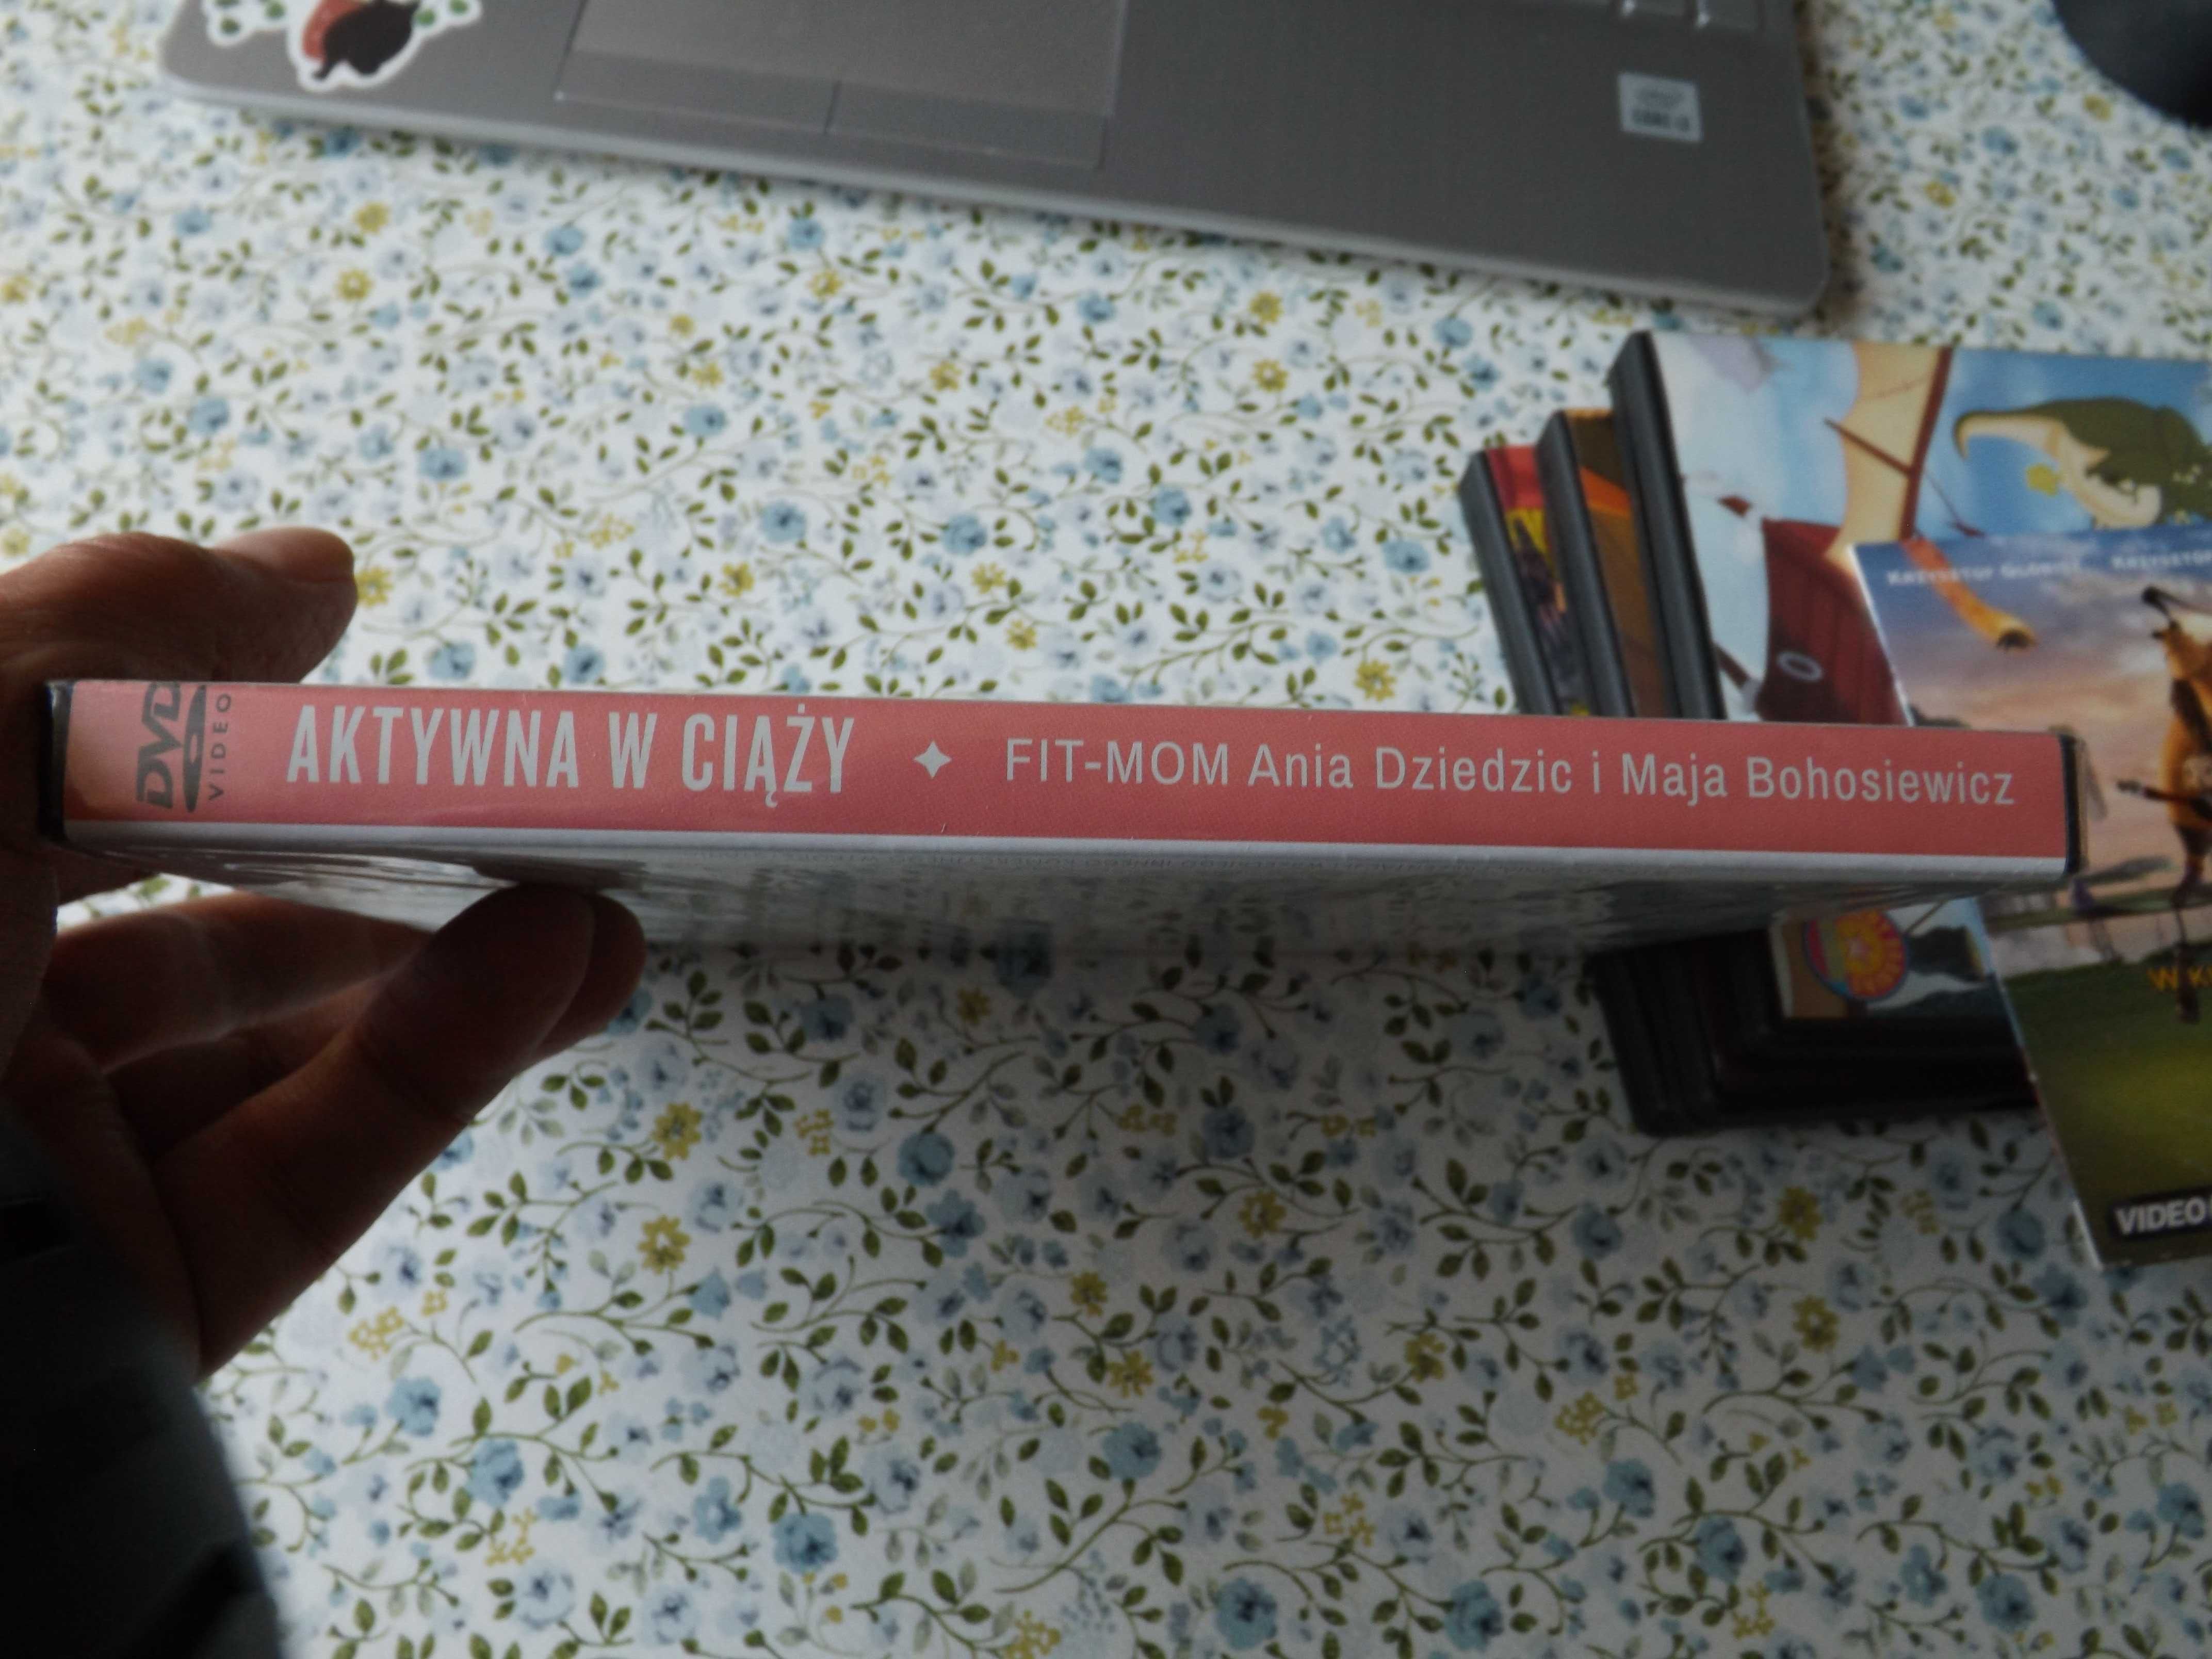 DVD
VIDEO
AKTYWNA W CIĄŻY ✦ FIT-MOM Ania Dziedzic i Maja Bohosiewicz
VIDEO